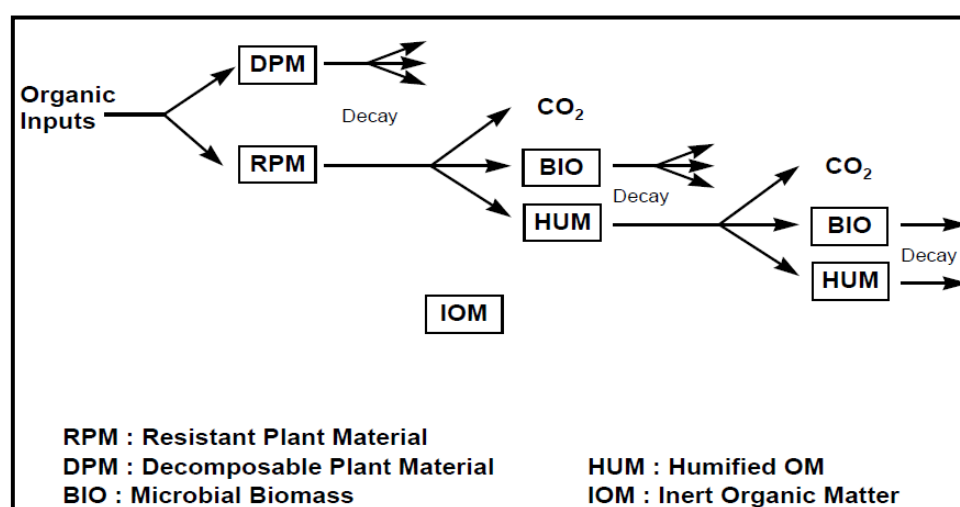 DPM
Organic
Inputs
Decay
CO₂
RPM
BIO
CO₂
Decay
HUM
BIO
Decay
HUM
IOM
RPM : Resistant Plant Material
DPM : Decomposable Plant Material
HUM : Humified OM
BIO : Microbial Biomass
IOM : Inert Organic Matter